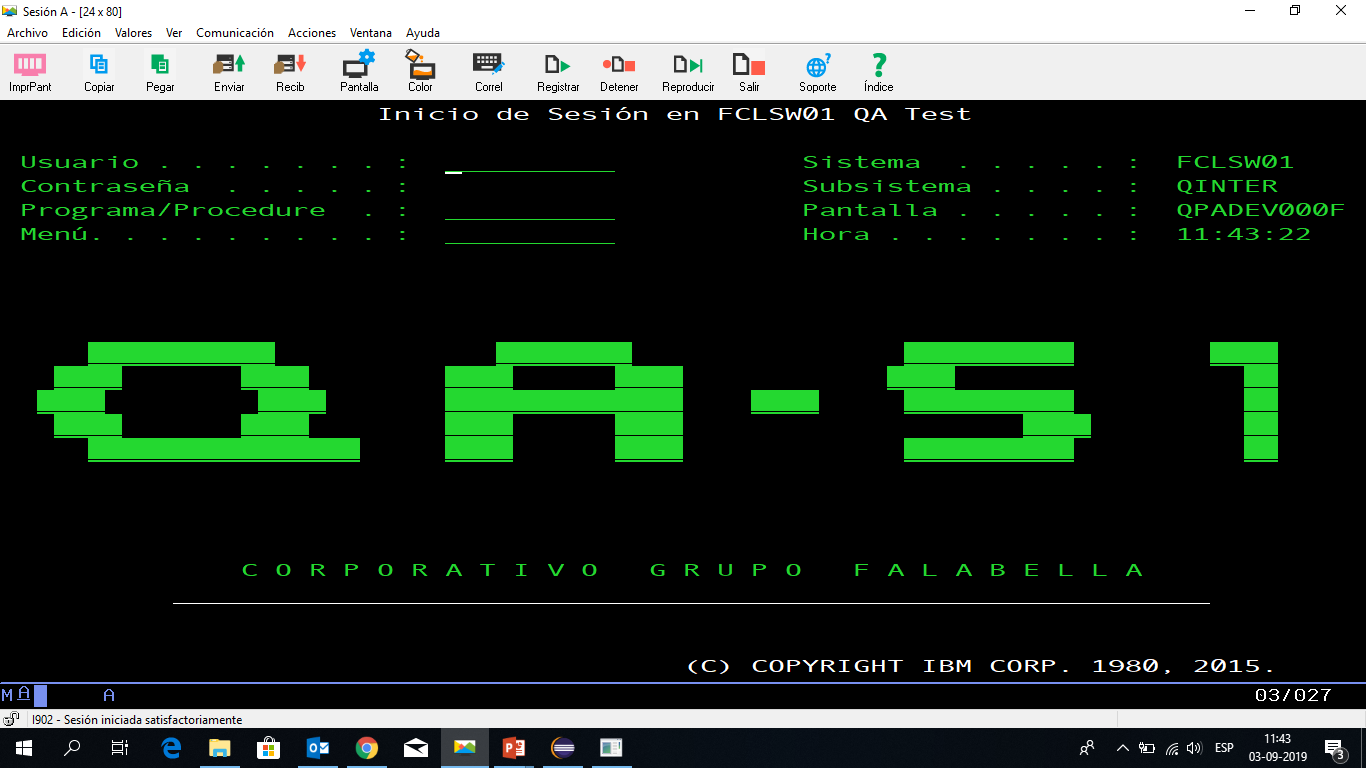 Sesión A - [24 x 80]
Archivo Edición Valores Ver Comunicación Acciones Ventana Ayuda
ImprPant Copiar Pegar Enviar Recib Pantalla Color Correl Registrar Detener Reproducir Salir Soporte Índice
Inicio de Sesión en FCLSW01 QA Test
Usuario . . . . . . . : Sistema . . . . . : FCLSW01
Contraseña . . . . . : Subsistema . . . . : QINTER
Programa/Procedure . : Pantalla . . . . . : QPADEV000F
Menú. . . . . . . . . : Hora . . . . . . . : 11:43:22
QA-S1
C O R P O R A T I V O G R U P O F A L A B E L L A
(C) COPYRIGHT IBM CORP. 1980, 2015.
MA A 03/027
I902 - Sesión iniciada satisfactoriamente
ESP 11:43
03-09-2019 3